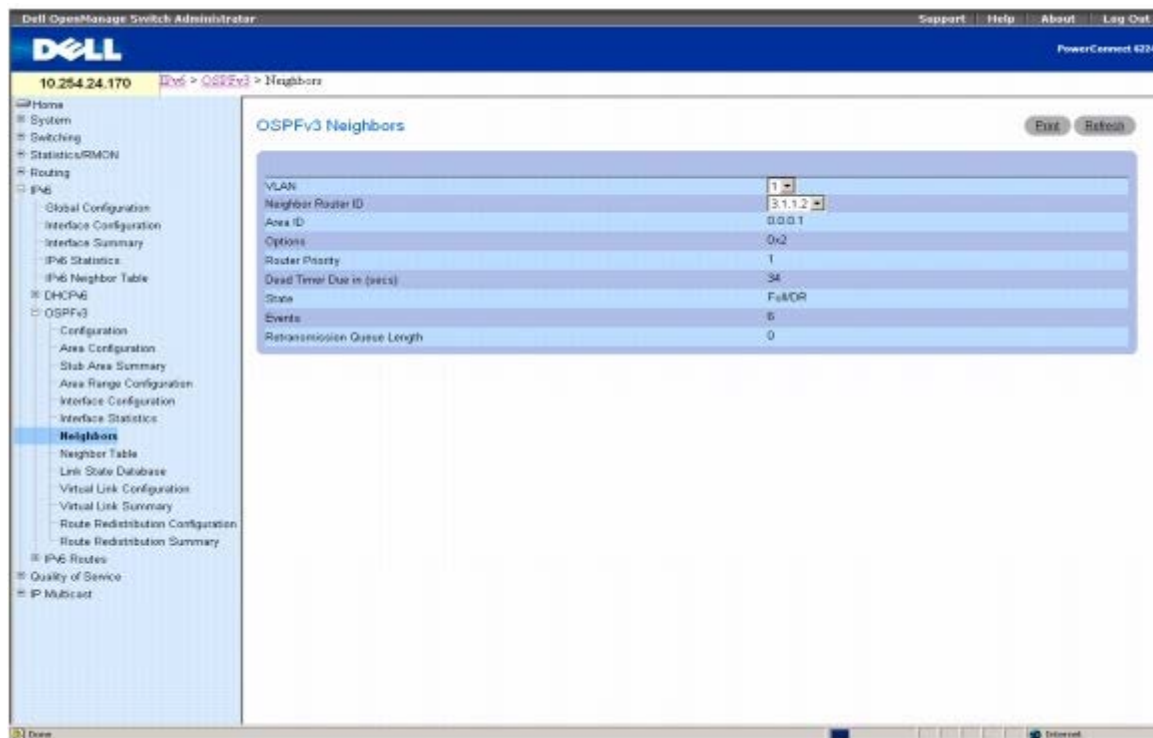 Dell OpenManage Switch Administrator
Support Help About Log Out
DELL
PowerConnect 6224
10.254.24.170
IPv6 > OSPFv3 > Neighbors
Home
System
Switching
Statistics/RMON
Routing
IPv6
Global Configuration
Interface Configuration
Interface Summary
IPv6 Statistics
IPv6 Neighbor Table
DHCPv6
OSPFv3
Configuration
Area Configuration
Stub Area Summary
Area Range Configuration
Interface Configuration
Interface Statistics
Neighbors
Neighbor Table
Link State Database
Virtual Link Configuration
Virtual Link Summary
Route Redistribution Configuration
Route Redistribution Summary
IPv6 Routes
Quality of Service
IP Multicast
OSPFv3 Neighbors
Print Refresh
VLAN 1
Neighbor Router ID 3.1.1.2
Area ID 0.0.0.1
Options 0x2
Router Priority 1
Dead Timer Due in (secs) 34
State Full/DR
Events 6
Retransmission Queue Length 0
Done
Internet